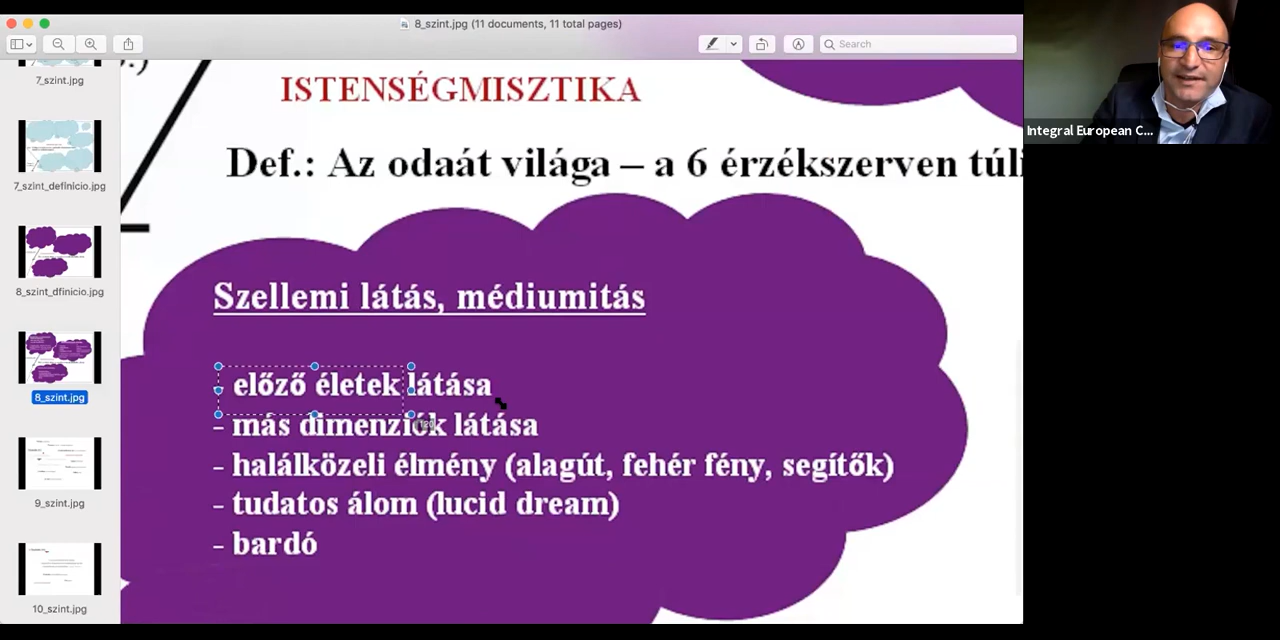 8_szint.jpg (11 documents, 11 total pages)
Search
7_szint.jpg
7_szint_definicio.jpg
8_szint_dfinicio.jpg
8_szint.jpg
9_szint.jpg
10_szint.jpg
ISTENSÉGMISZTIKA
Def.: Az odaát világa – a 6 érzékszerven túli
Szellemi látás, médiumitás
- előző életek látása
- más dimenziók látása
- halálközeli élmény (alagút, fehér fény, segítők)
- tudatos álom (lucid dream)
- bardó
Integral European C...